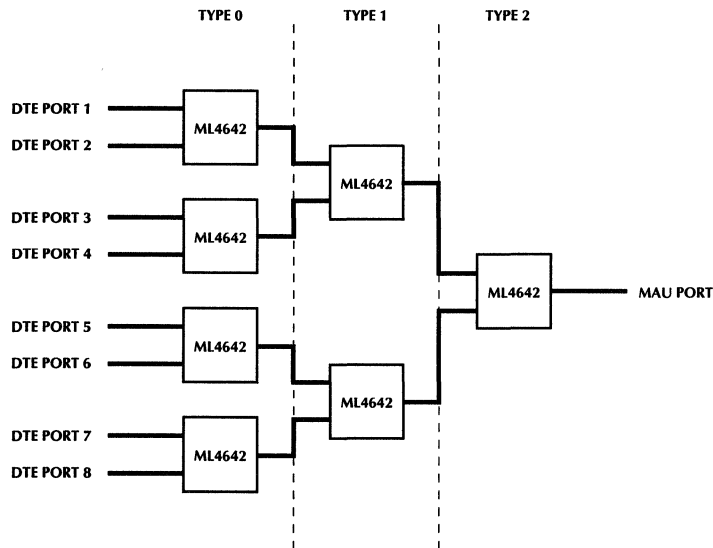 TYPE 0 TYPE 1 TYPE 2
DTE PORT 1
ML4642
DTE PORT 2
ML4642
DTE PORT 3
ML4642
DTE PORT 4
ML4642 MAU PORT
DTE PORT 5
ML4642
DTE PORT 6
ML4642
DTE PORT 7
ML4642
DTE PORT 8